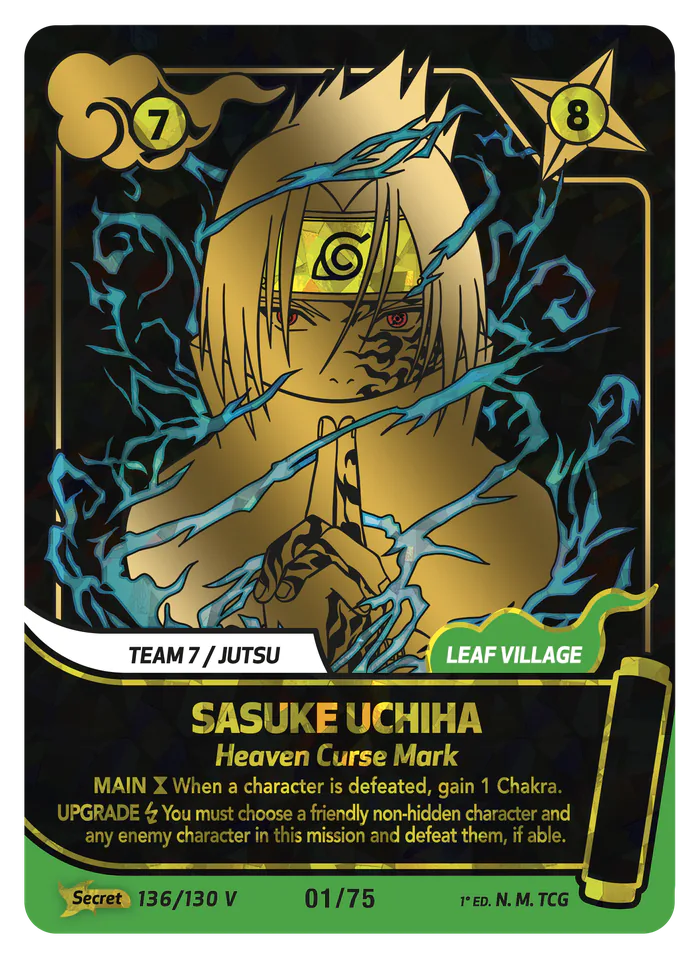 7
8
TEAM 7 / JUTSU
LEAF VILLAGE
SASUKE UCHIHA
Heaven Curse Mark
MAIN ⧗ When a character is defeated, gain 1 Chakra.
UPGRADE ϟ You must choose a friendly non-hidden character and
any enemy character in this mission and defeat them, if able.
Secret 136/130 V
01/75
1ª ED. N. M. TCG